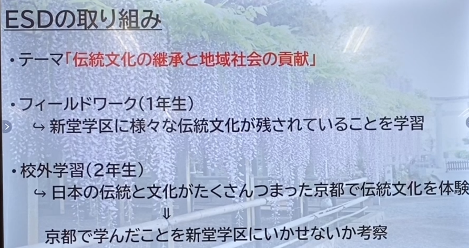 ESDの取り組み
・テーマ「伝統文化の継承と地域社会の貢献」
・フィールドワーク(1年生)
↪ 新堂学区に様々な伝統文化が残されていることを学習
・校外学習(2年生)
↪ 日本の伝統と文化がたくさんつまった京都で伝統文化を体験
⇓
京都で学んだことを新堂学区にいかせないか考察